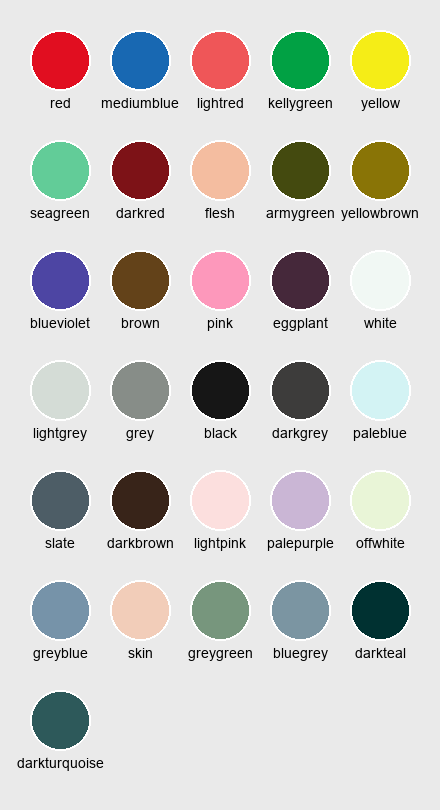 red mediumblue lightred kellygreen yellow
seagreen darkred flesh armygreen yellowbrown
blueviolet brown pink eggplant white
lightgrey grey black darkgrey paleblue
slate darkbrown lightpink palepurple offwhite
greyblue skin greygreen bluegrey darkteal
darkturquoise